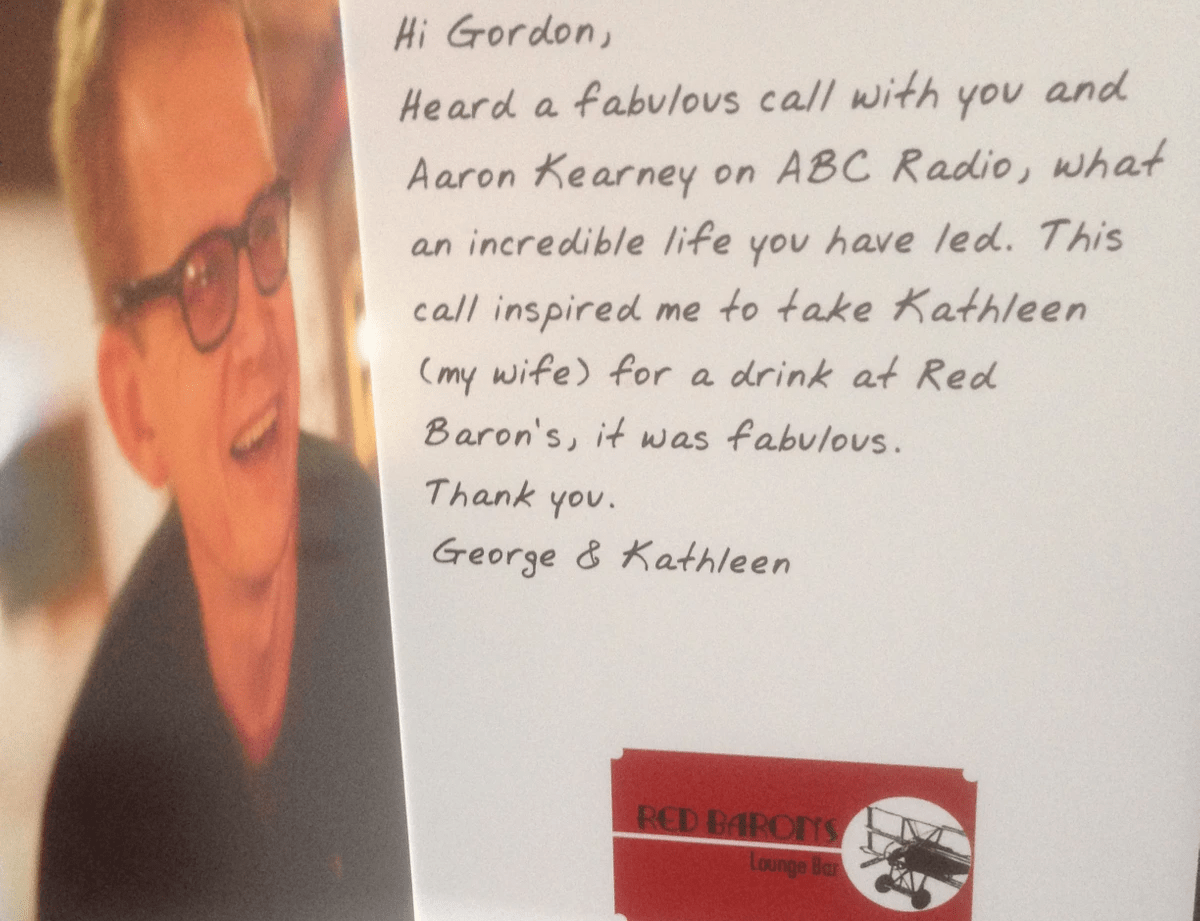 Hi Gordon,
Heard a fabulous call with you and
Aaron Kearney on ABC Radio, what
an incredible life you have led. This
call inspired me to take Kathleen
(my wife) for a drink at Red
Baron's, it was fabulous.
Thank you.
George & Kathleen
RED BARON'S
Lounge Bar